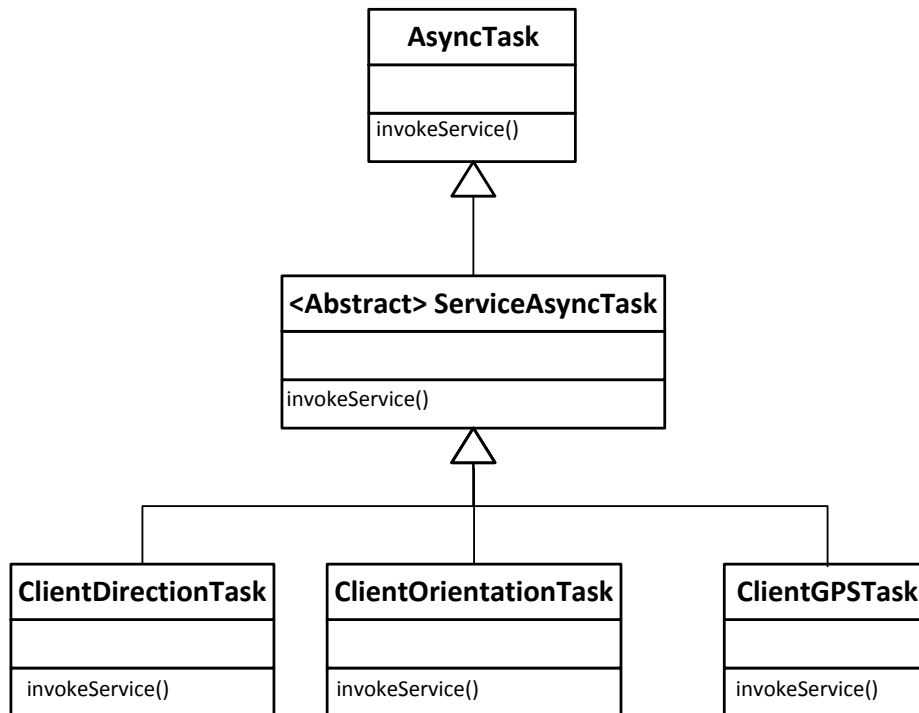 AsyncTask
invokeService()
<Abstract> ServiceAsyncTask
invokeService()
ClientDirectionTask
ClientOrientationTask
ClientGPSTask
invokeService()
invokeService()
invokeService()